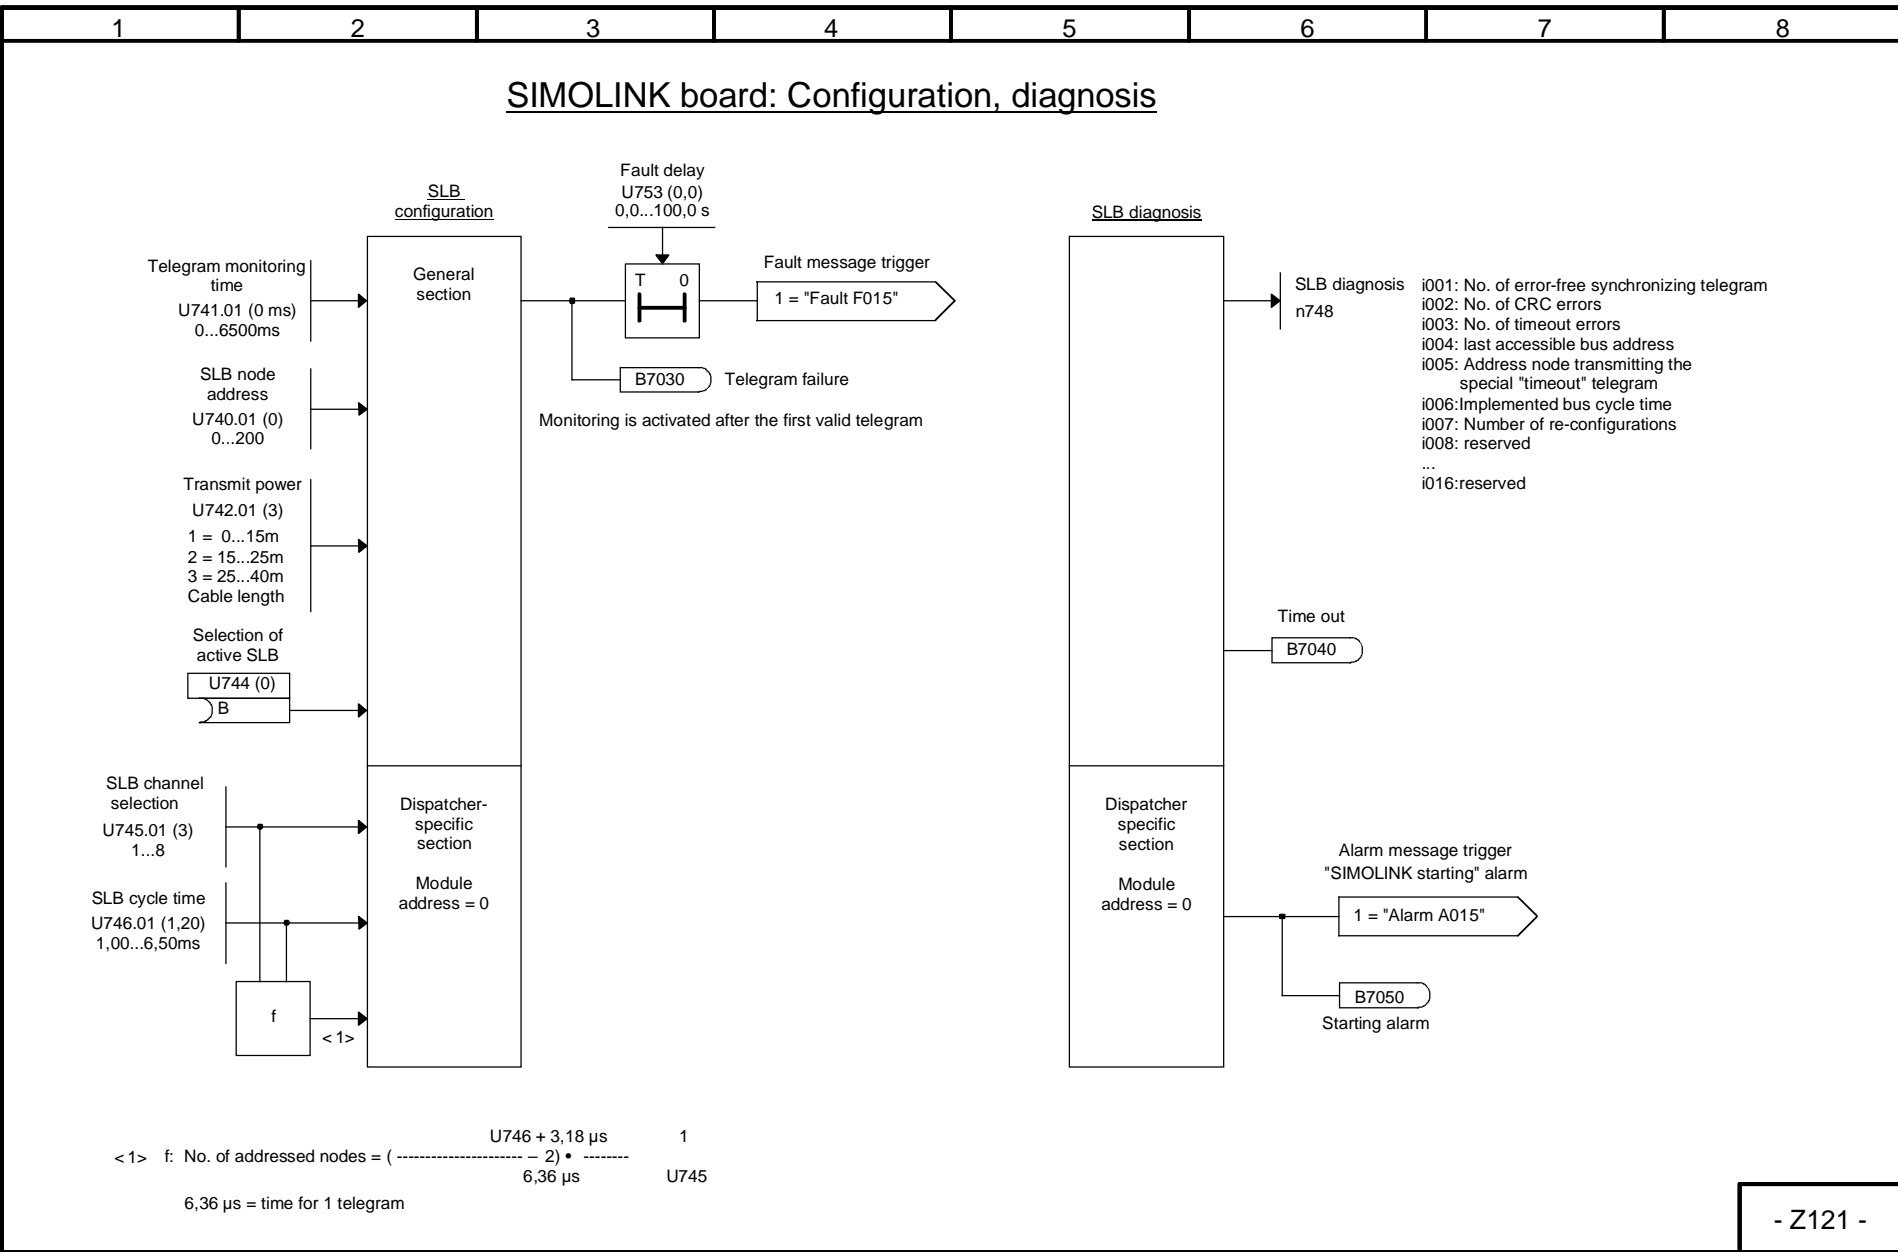 1 2 3 4 5 6 7 8
SIMOLINK board: Configuration, diagnosis
SLB
configuration
Telegram monitoring
time
U741.01 (0 ms)
0...6500ms
SLB node
address
U740.01 (0)
0...200
Transmit power
U742.01 (3)
1 = 0...15m
2 = 15...25m
3 = 25...40m
Cable length
Selection of
active SLB
U744 (0)
B
SLB channel
selection
U745.01 (3)
1...8
SLB cycle time
U746.01 (1,20)
1,00...6,50ms
f
< 1>
General
section
Dispatcher-
specific
section
Module
address = 0
Fault delay
U753 (0,0)
0,0...100,0 s
T 0
Fault message trigger
1 = "Fault F015"
B7030 Telegram failure
Monitoring is activated after the first valid telegram
SLB diagnosis
Dispatcher
specific
section
Module
address = 0
SLB diagnosis
n748
i001: No. of error-free synchronizing telegram
i002: No. of CRC errors
i003: No. of timeout errors
i004: last accessible bus address
i005: Address node transmitting the
special "timeout" telegram
i006:Implemented bus cycle time
i007: Number of re-configurations
i008: reserved
...
i016:reserved
Time out
B7040
Alarm message trigger
"SIMOLINK starting" alarm
1 = "Alarm A015"
B7050
Starting alarm
U746 + 3,18 µs 1
< 1> f: No. of addressed nodes = ( ---------------------- – 2) • --------
6,36 µs U745
6,36 µs = time for 1 telegram
- Z121 -